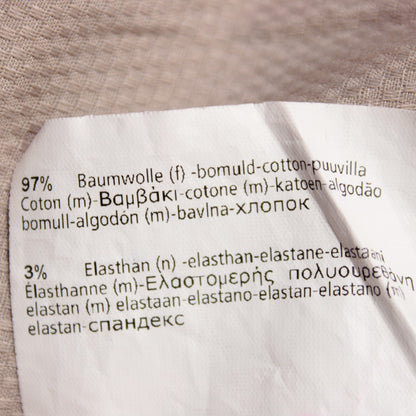 97% Baumwolle (f) -bomuld-cotton-puuvilla
Coton (m)-Βαμβάκι-cotone (m)-katoen-algodão
bomull-algodón (m)-bavlna-хлопок
3% Elasthan (n) -elasthan-elastane-elastaani
Élasthanne (m)-Ελαστομερής πολυουρεθάνη
elastan (m) elastaan-elastano-elastan-elastano (m)
elastan-спандекс